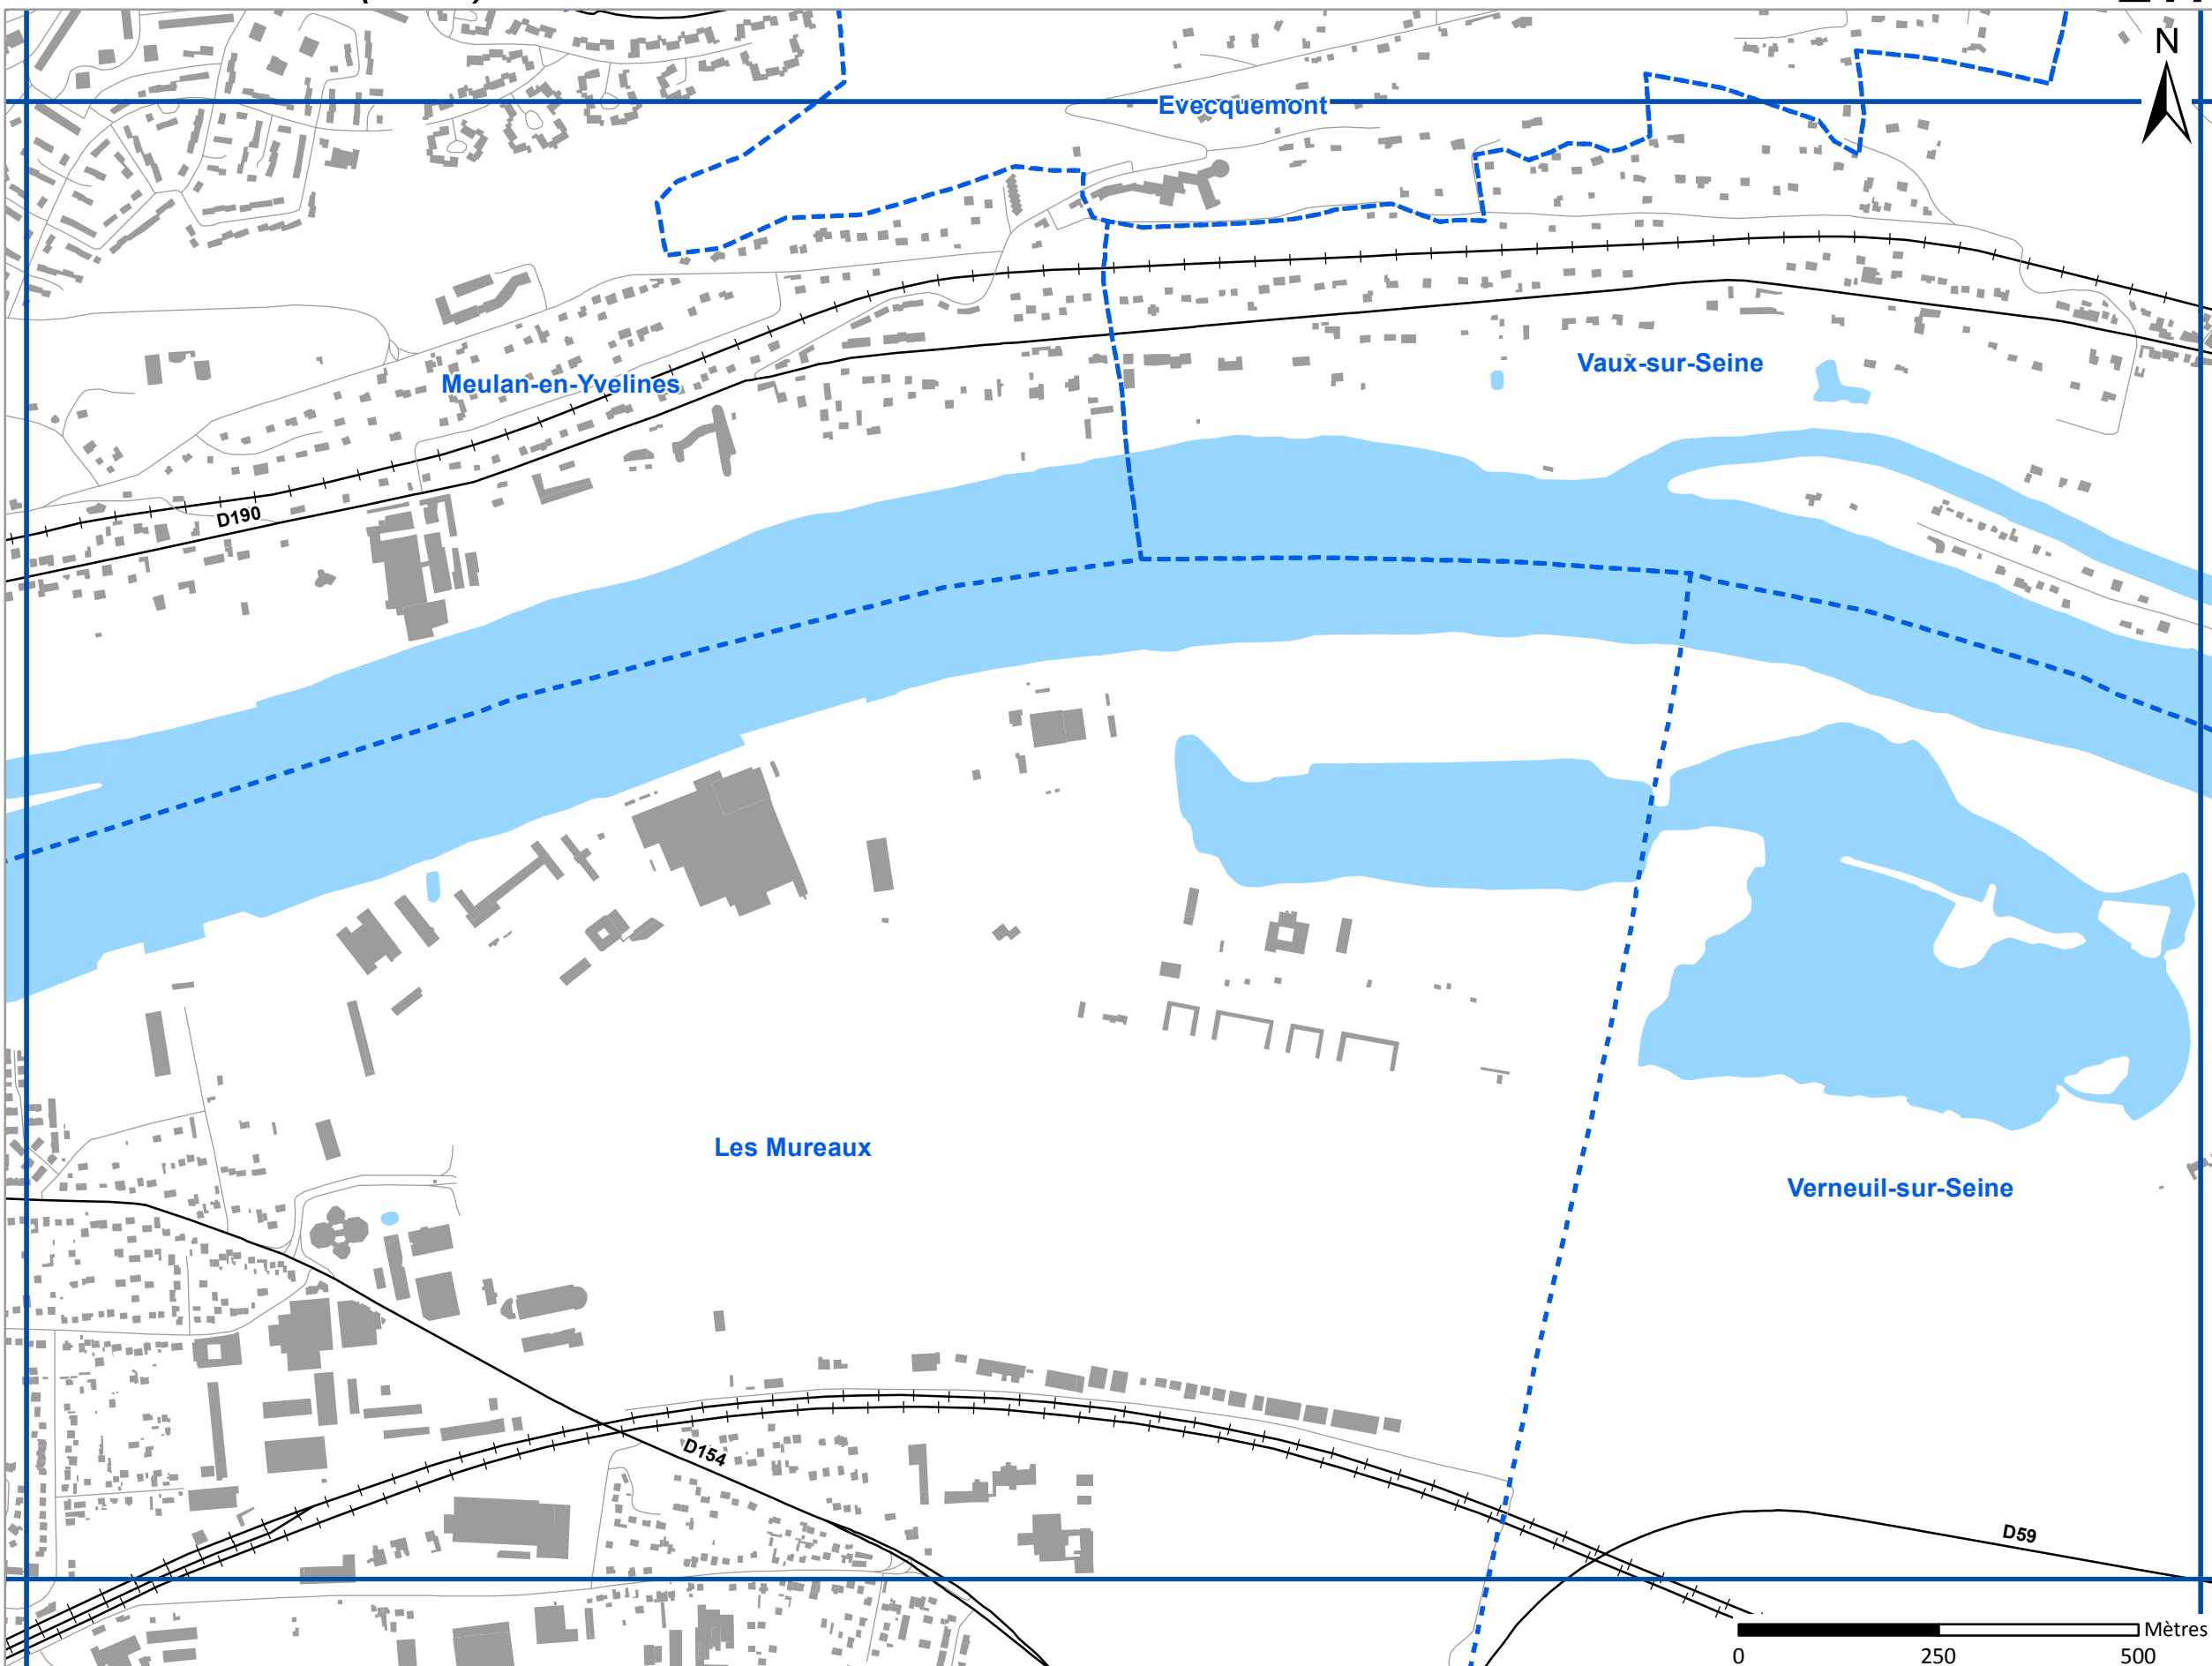 N
Evecquemont
Vaux-sur-Seine
Meulan-en-Yvelines
D190
Les Mureaux
Verneuil-sur-Seine
D154
D59
Mètres
0 250 500